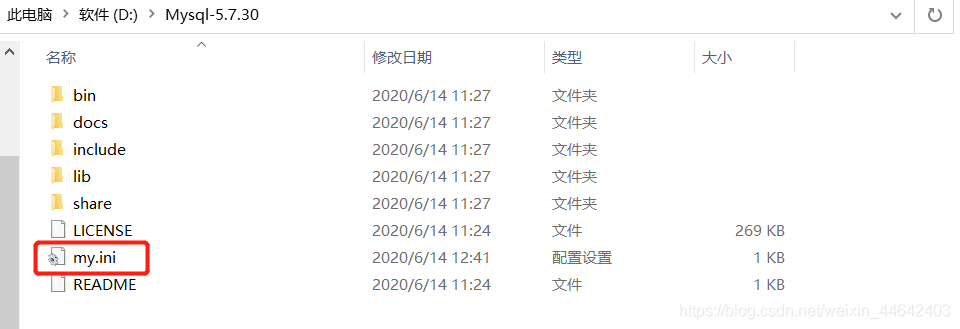 此电脑 > 软件 (D:) > Mysql-5.7.30
名称 修改日期 类型 大小
bin 2020/6/14 11:27 文件夹
docs 2020/6/14 11:27 文件夹
include 2020/6/14 11:27 文件夹
lib 2020/6/14 11:27 文件夹
share 2020/6/14 11:27 文件夹
LICENSE 2020/6/14 11:24 文件 269 KB
my.ini 2020/6/14 12:41 配置设置 1 KB
README 2020/6/14 11:24 文件 1 KB
https://blog.csdn.net/weixin_44642403